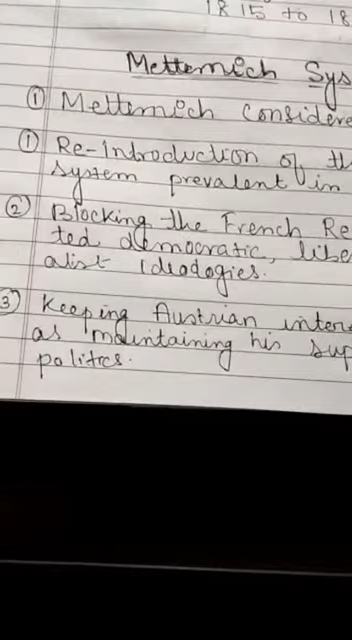 1815 to 18
Metternich Sys
① Metternich Considere
① Re-Introduction of th
system prevalent in
② Blocking the French Re
ted democratic, libe
alist Ideodogies.
③ Keeping Austrian inter
as maintaining his sup
politics.